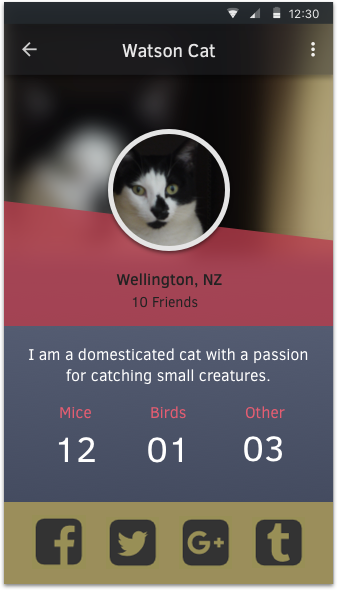 12:30
Watson Cat
Wellington, NZ
10 Friends
I am a domesticated cat with a passion
for catching small creatures.
Mice Birds Other
12 01 03
f G+ t